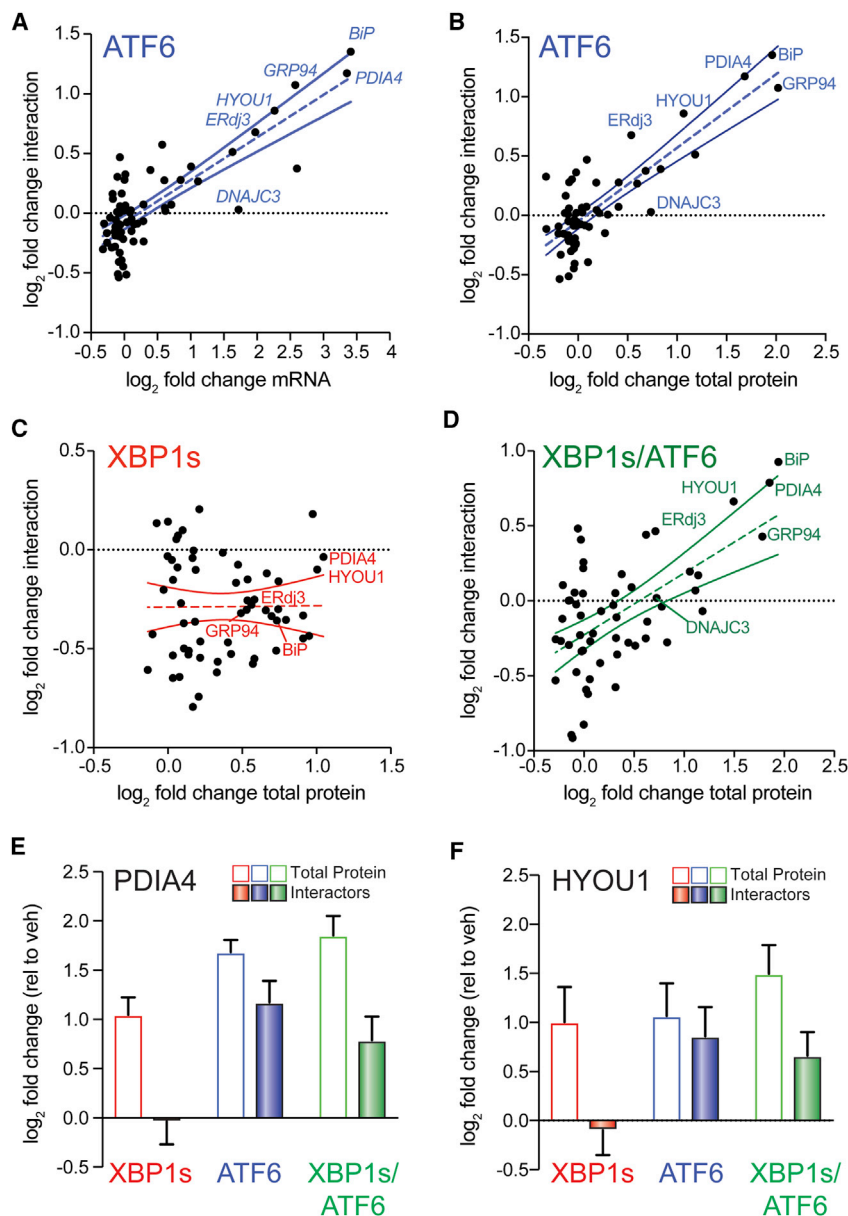 A
ATF6
log2 fold change interaction
1.5
1.0
0.5
0.0
-0.5
-1.0
BiP
GRP94
PDIA4
HYOU1
ERdj3
DNAJC3
-0.5 0 0.5 1 1.5 2 2.5 3 3.5 4
log2 fold change mRNA
B
ATF6
log2 fold change interaction
1.5
1.0
0.5
0.0
-0.5
-1.0
PDIA4
BiP
GRP94
HYOU1
ERdj3
DNAJC3
-0.5 0.0 0.5 1.0 1.5 2.0 2.5
log2 fold change total protein
C
XBP1s
log2 fold change interaction
0.5
0.0
-0.5
-1.0
PDIA4
HYOU1
ERdj3
GRP94
BiP
-0.5 0.0 0.5 1.0 1.5
log2 fold change total protein
D
XBP1s/ATF6
log2 fold change interaction
1.0
0.5
0.0
-0.5
-1.0
BiP
HYOU1
PDIA4
ERdj3
GRP94
DNAJC3
-0.5 0.0 0.5 1.0 1.5 2.0 2.5
log2 fold change total protein
E
PDIA4
Total Protein
Interactors
log2 fold change (rel to veh)
2.5
2.0
1.5
1.0
0.5
0.0
-0.5
XBP1s ATF6 XBP1s/
ATF6
F
HYOU1
Total Protein
Interactors
log2 fold change (rel to veh)
2.5
2.0
1.5
1.0
0.5
0.0
-0.5
XBP1s ATF6 XBP1s/
ATF6